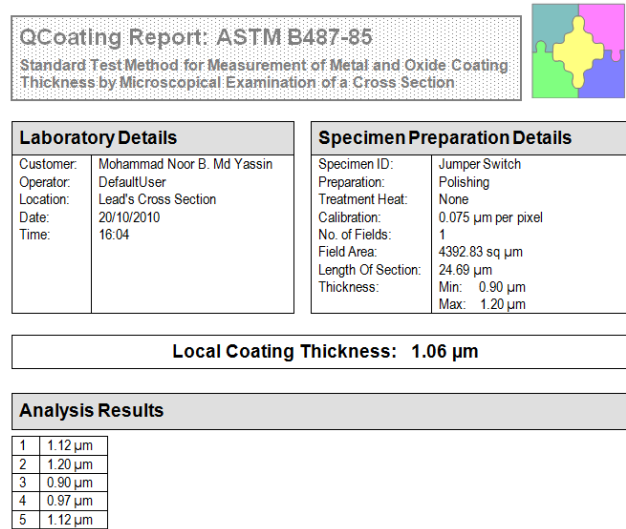 QCoating Report: ASTM B487-85
Standard Test Method for Measurement of Metal and Oxide Coating
Thickness by Microscopical Examination of a Cross Section
Laboratory Details
Customer: Mohammad Noor B. Md Yassin
Operator: DefaultUser
Location: Lead's Cross Section
Date: 20/10/2010
Time: 16:04
Specimen Preparation Details
Specimen ID: Jumper Switch
Preparation: Polishing
Treatment Heat: None
Calibration: 0.075 µm per pixel
No. of Fields: 1
Field Area: 4392.83 sq µm
Length Of Section: 24.69 µm
Thickness: Min: 0.90 µm
Max: 1.20 µm
Local Coating Thickness: 1.06 µm
Analysis Results
1 1.12 µm
2 1.20 µm
3 0.90 µm
4 0.97 µm
5 1.12 µm